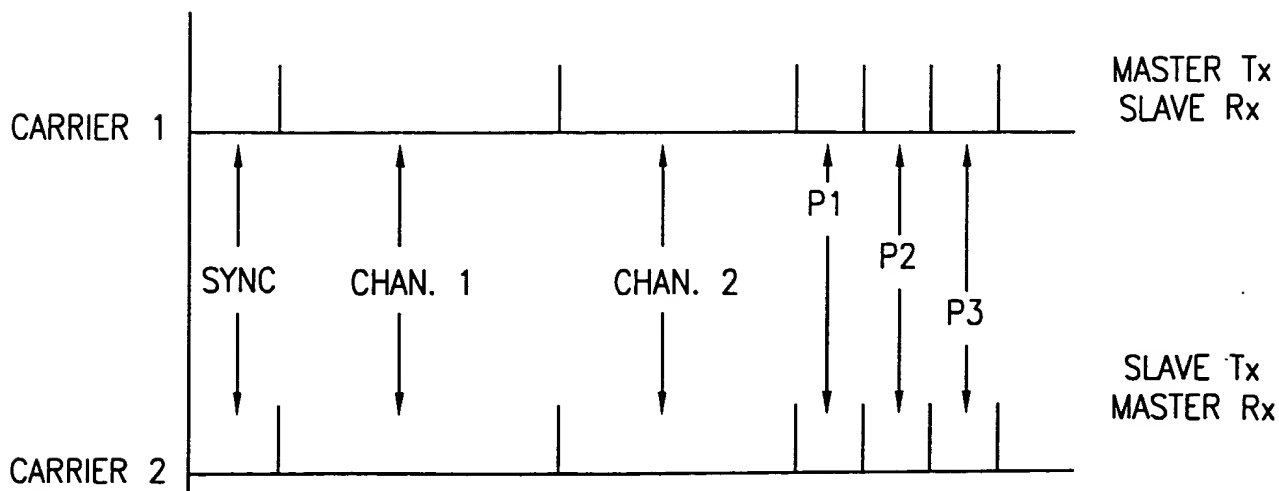 MASTER Tx
SLAVE Rx
CARRIER 1
P1
P2
SYNC
CHAN. 1
CHAN. 2
P3
SLAVE Tx
MASTER Rx
CARRIER 2